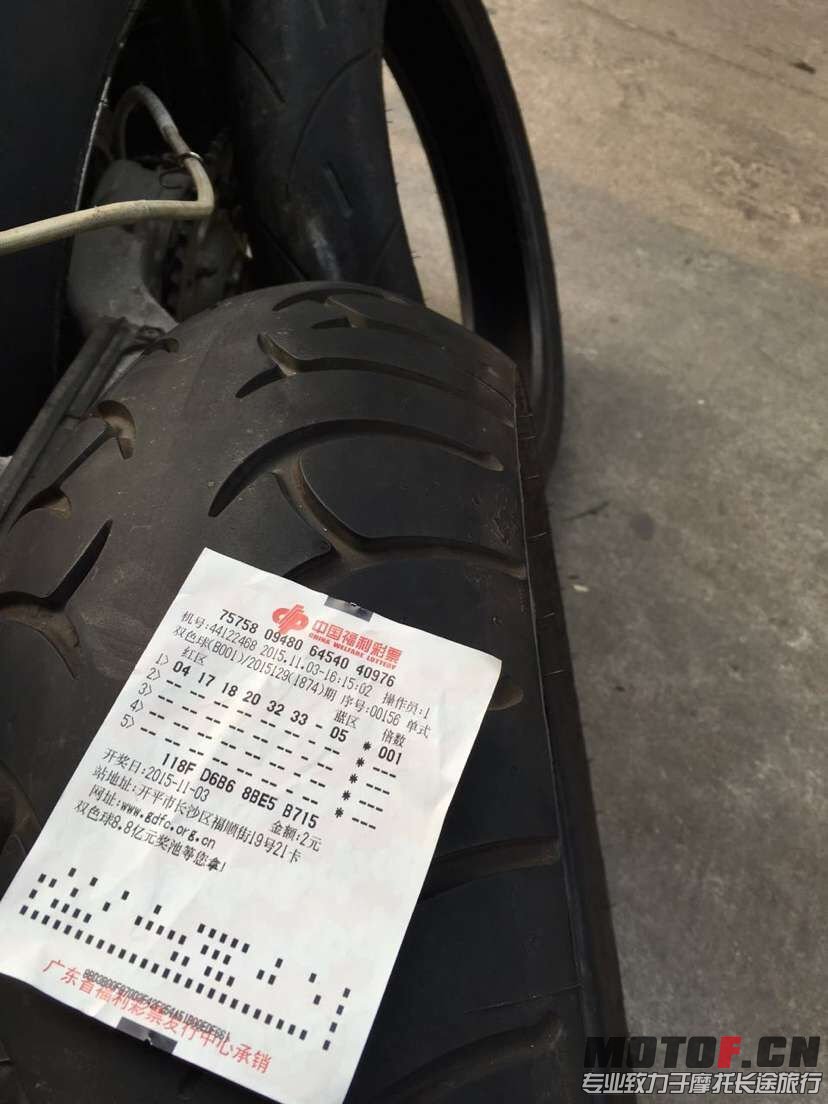 中国福利彩票
CHINA WELFARE LOTTERY
75758 09480 64540 40976
机号:44122468 2015.11.03-16:15:02 操作员:1
双色球(B001)/2015129(1874)期 序号:00156 单式
红区 蓝区 倍数
1> 04 17 18 20 32 33 - 05 * 001
2> -- -- -- -- -- -- - -- * ---
3> -- -- -- -- -- -- - -- * ---
4> -- -- -- -- -- -- - -- * ---
5> -- -- -- -- -- -- - -- * ---
118F D6B6 8BE5 B715
开奖日:2015-11-03 金额:2元
站地址:开平市长沙区福顺街19号21卡
网址:www.gdfc.org.cn
双色球8.8亿元奖池等您拿!
广东省福利彩票发行中心承销
MOTOF.CN
专业致力于摩托长途旅行